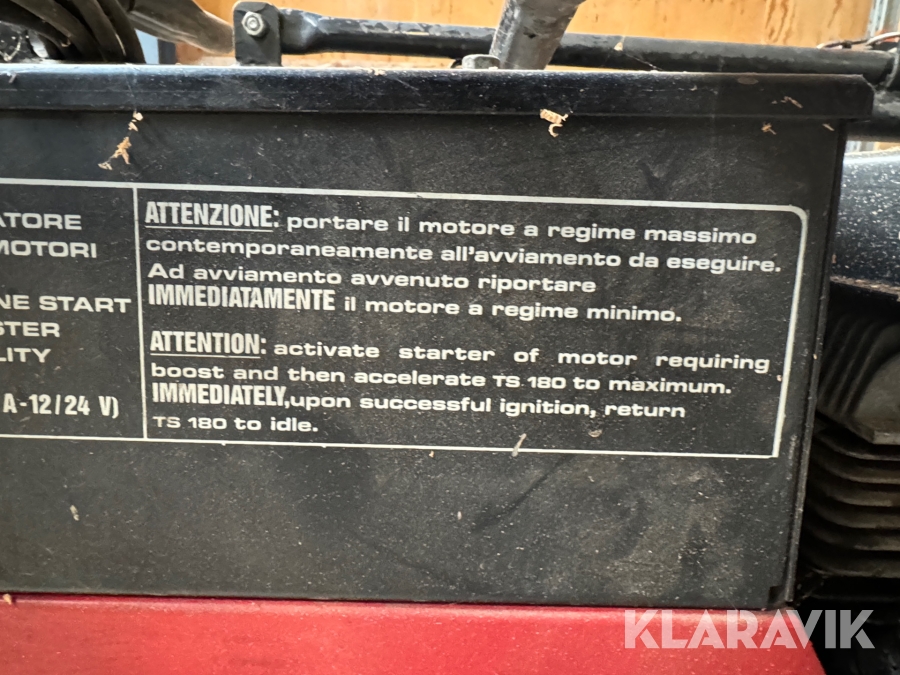 ATORE
MOTORI
NE START
STER
LITY
A-12/24 V)
ATTENZIONE: portare il motore a regime massimo
contemporaneamente all'avviamento da eseguire.
Ad avviamento avvenuto riportare
IMMEDIATAMENTE il motore a regime minimo.
ATTENTION: activate starter of motor requiring
boost and then accelerate TS 180 to maximum.
IMMEDIATELY,upon successful ignition, return
TS 180 to idle.
KLARAVIK